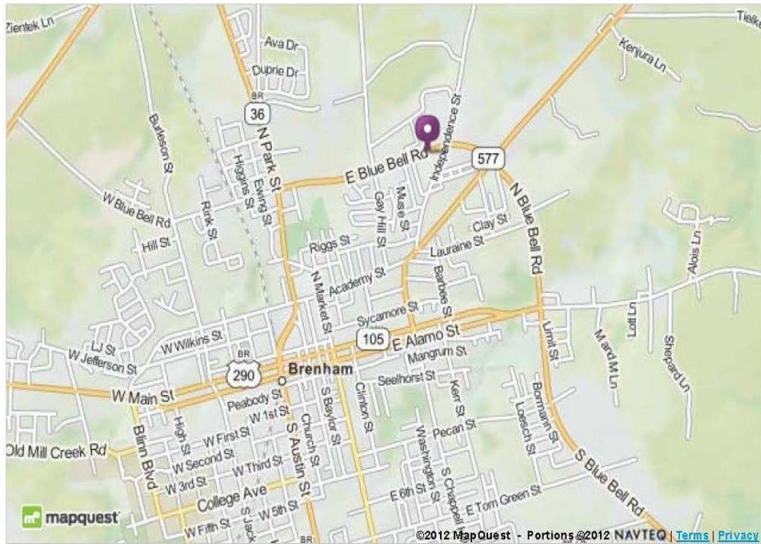 Zientek Ln
Ava Dr
Duprie Dr
BR
36
N Park St
Kenjura Ln
Burleson St
Higgins St
Ewing St
E Blue Bell Rd
Independence St
577
W Blue Bell Rd
Rink St
Gay Hill St
Muse St
N Blue Bell Rd
Clay St
Hill St
Riggs St
Lauraine St
Alois Ln
Academy St
Barbee St
N Market St
Sycamore St
Lott Ln
LJ St
W Wilkins St
105
E Alamo St
Limit St
M and M Ln
Shepard Ln
W Jefferson St
BR
290
Brenham
Mangrum St
W Main St
Seelhorst St
Peabody St
Kerr St
Bormann St
Loesch St
W 1st St
S Baylor St
Clinton St
Blinn Blvd
High St
W First St
Church St
Pecan St
Old Mill Creek Rd
W Second St
S Austin St
W Third St
Washington St
S Chappell H
S Blue Bell Rd
W 3rd St
College Ave
E 6th St
E Tom Green St
W Fifth St
S Jack
W 5th St
BR
mapquest
©2012 MapQuest - Portions ©2012 NAVTEQ | Terms | Privacy